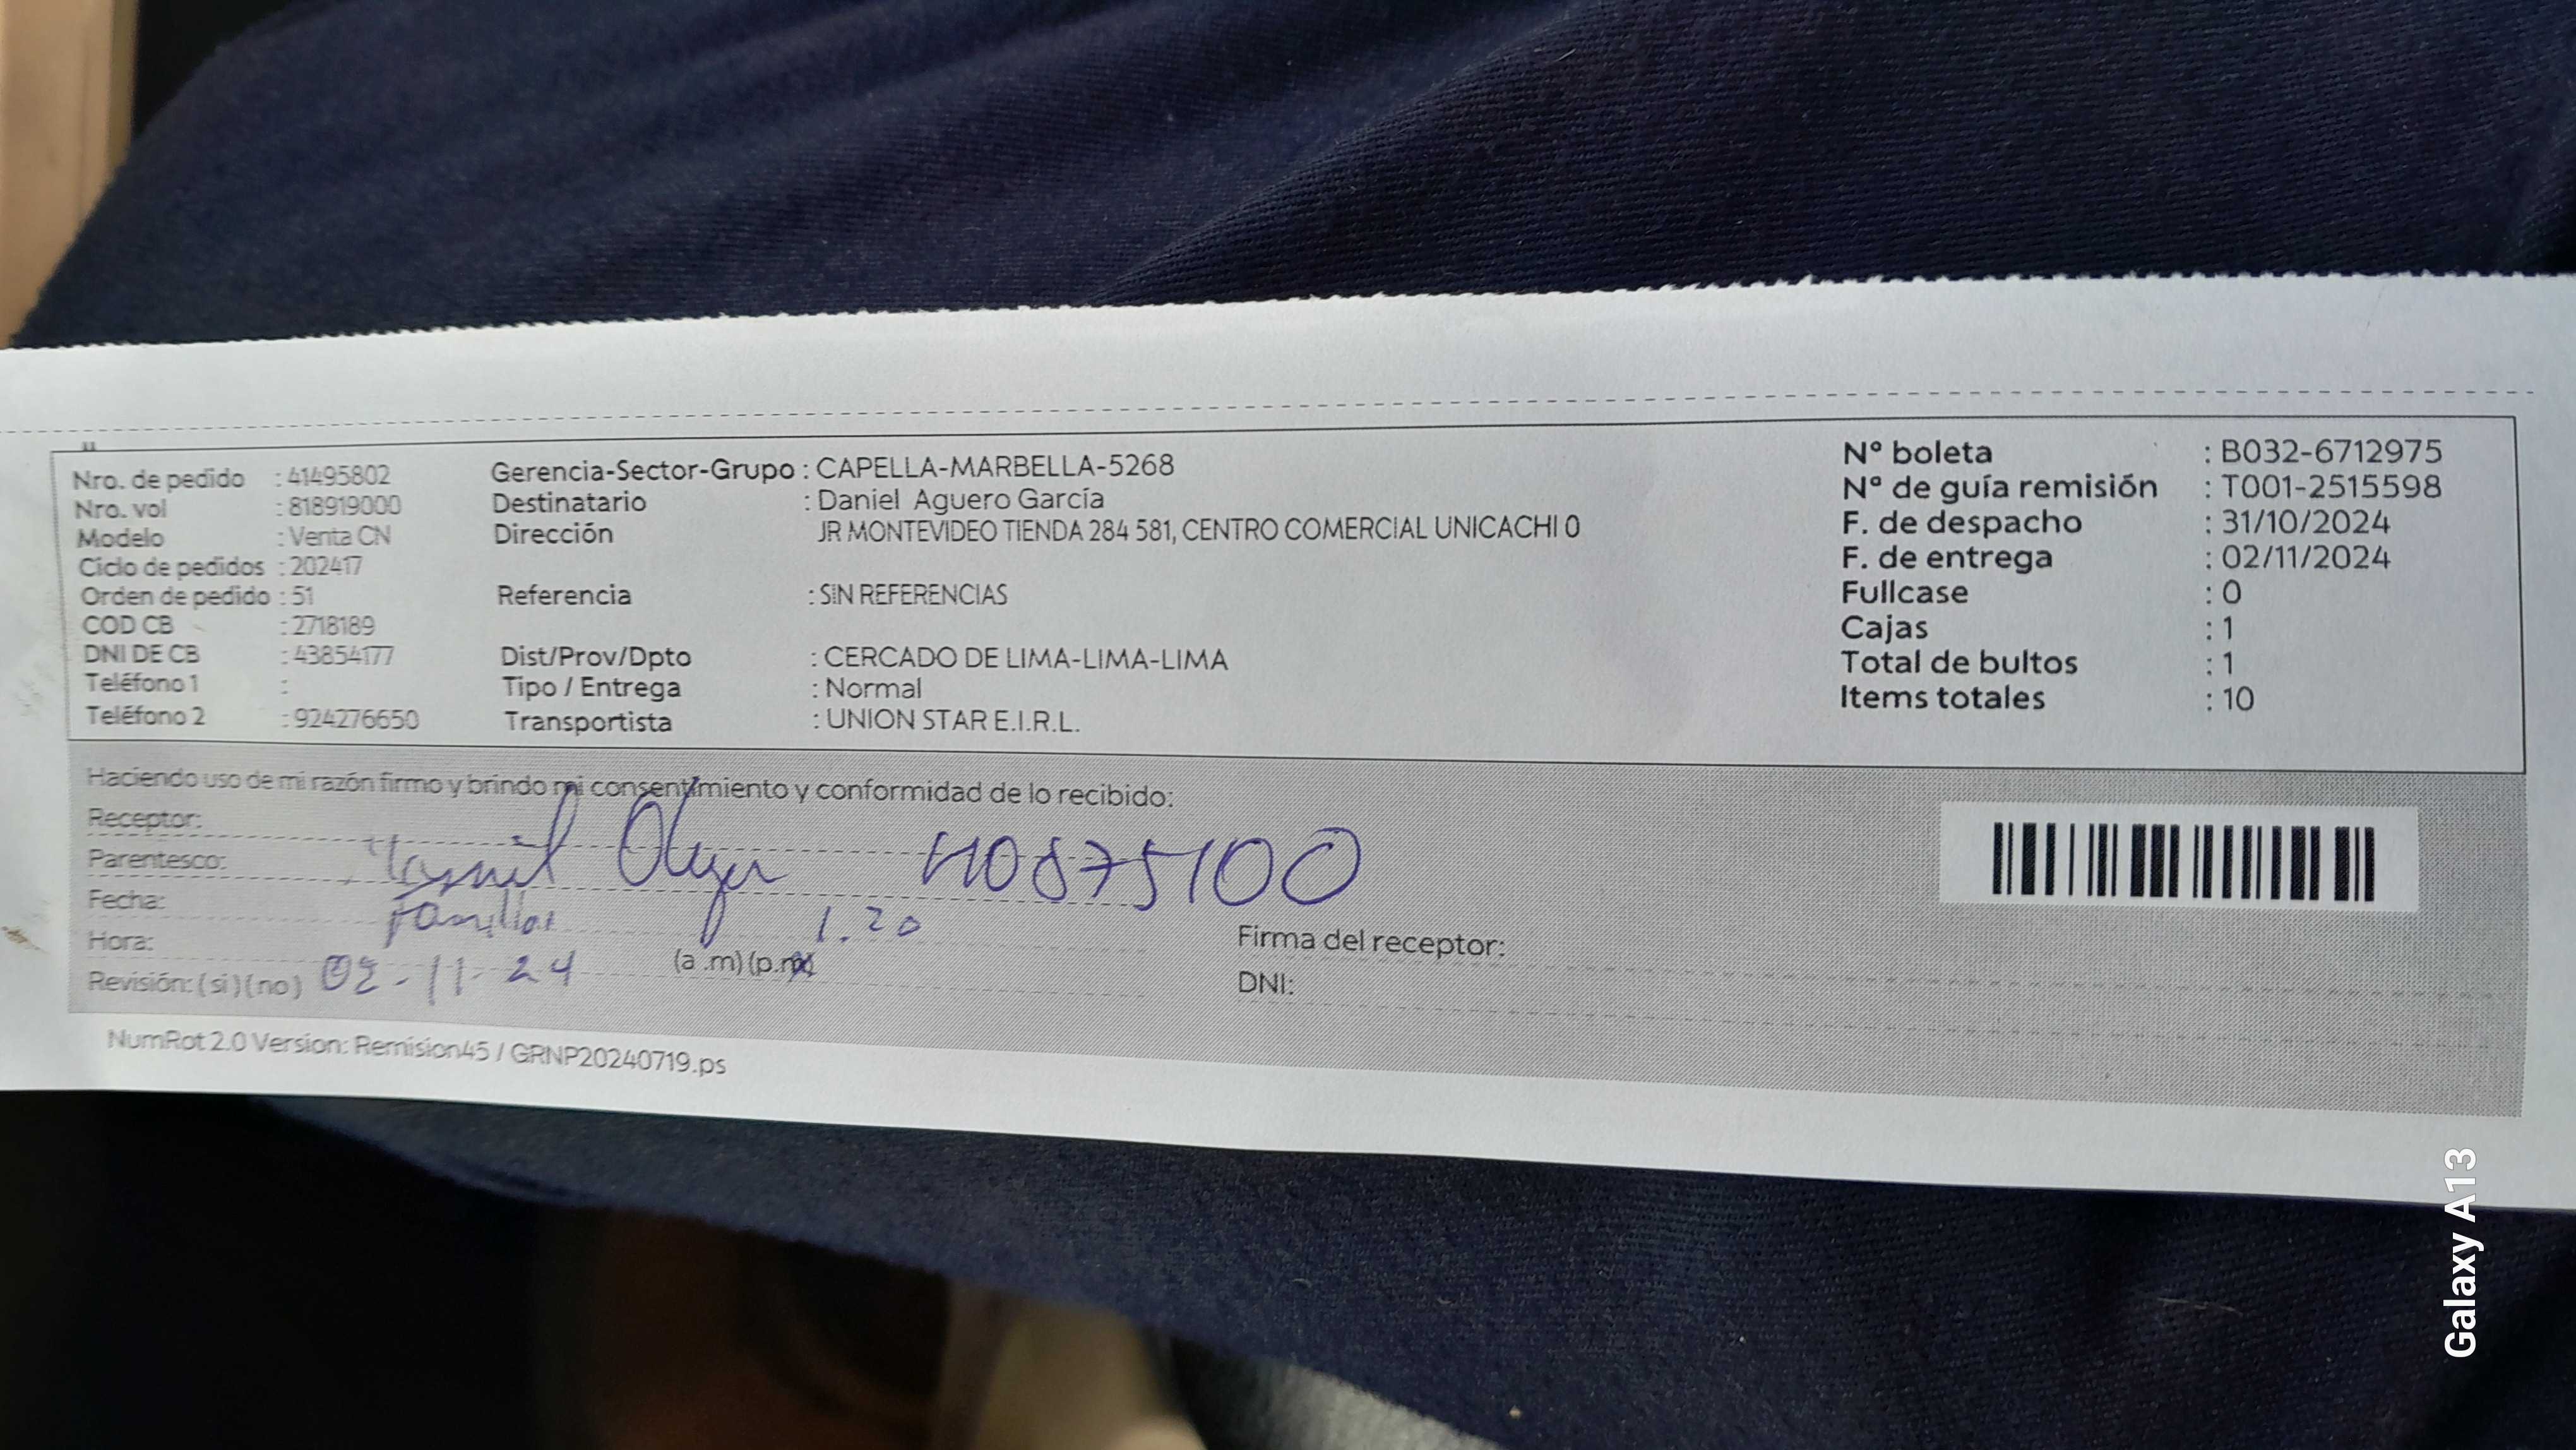 Nro. de pedido : 41495802
Nro. vol : 818919000
Modelo : Venta CN
Ciclo de pedidos : 202417
Orden de pedido : 51
COD CB : 2718189
DNI DE CB : 43854177
Teléfono 1 :
Teléfono 2 : 924276650
Gerencia-Sector-Grupo : CAPELLA-MARBELLA-5268
Destinatario : Daniel Aguero García
Dirección JR MONTEVIDEO TIENDA 284 581, CENTRO COMERCIAL UNICACHI 0
Referencia : SIN REFERENCIAS
Dist/Prov/Dpto : CERCADO DE LIMA-LIMA-LIMA
Tipo / Entrega : Normal
Transportista : UNION STAR E.I.R.L.
Nº boleta : B032-6712975
Nº de guía remisión : T001-2515598
F. de despacho : 31/10/2024
F. de entrega : 02/11/2024
Fullcase : 0
Cajas : 1
Total de bultos : 1
Items totales : 10
Haciendo uso de mi razón firmo y brindo mi consentimiento y conformidad de lo recibido:
Receptor:
Parentesco: 40875100
Fecha: 1.20
Hora: (a .m) (p.m)
Revisión: (si) (no) 02-11-24
Firma del receptor:
DNI:
NumRot 2.0 Version: Remision45 / GRNP20240719.ps
Galaxy A13